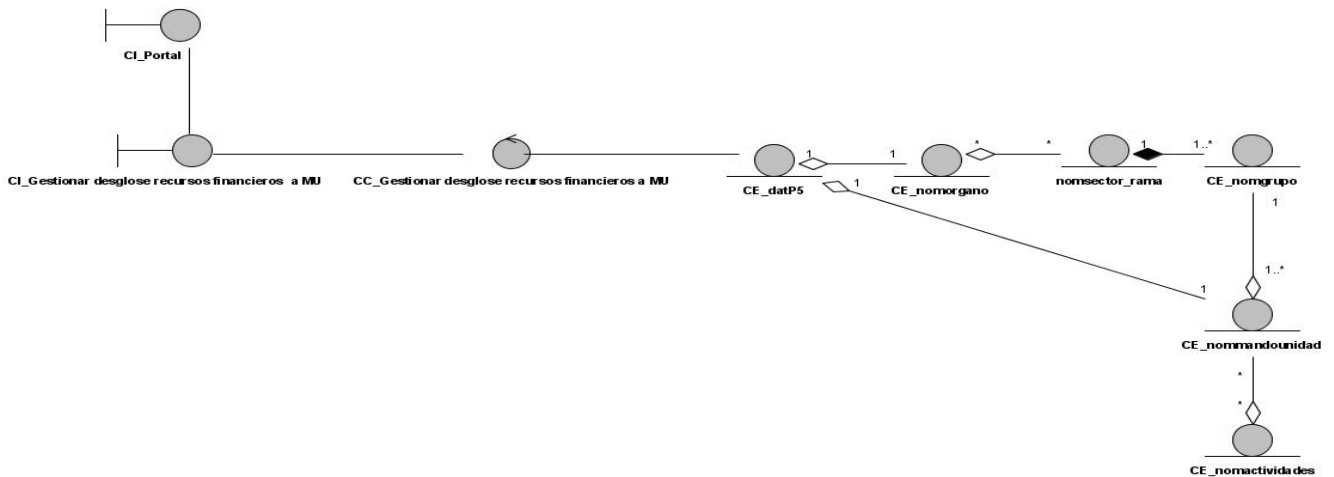 CI_Portal
CI_Gestionar desglose recursos financieros a MU
CC_Gestionar desglose recursos financieros a MU
CE_datP5
1
1
CE_nomorgano
*
*
nomsector_rama
1
1..*
CE_nomgrupo
1
1
1
1..*
CE_nommandounidad
*
*
CE_nomactividades